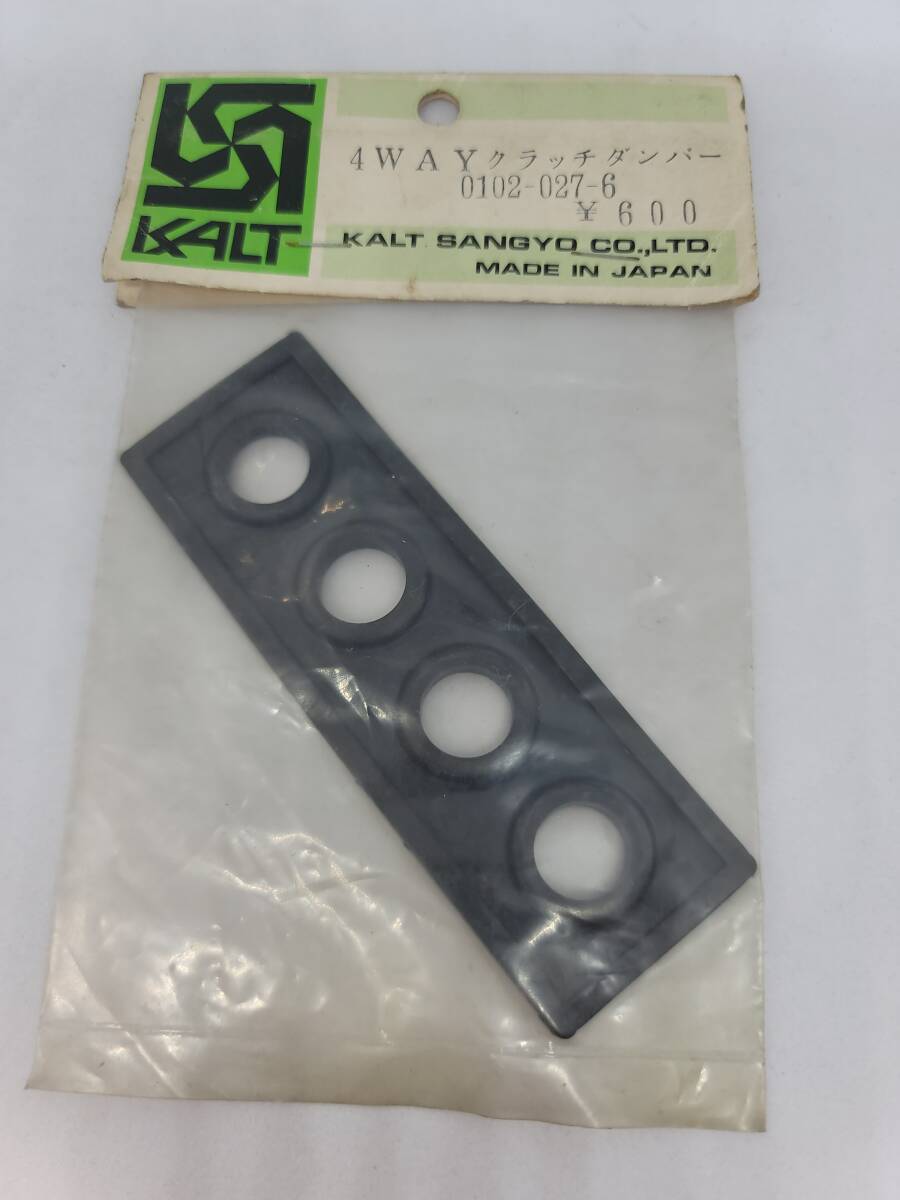 4WAYクラッチダンパー
0102-027-6
¥600
KALT
KALT SANGYO CO.,LTD.
MADE IN JAPAN